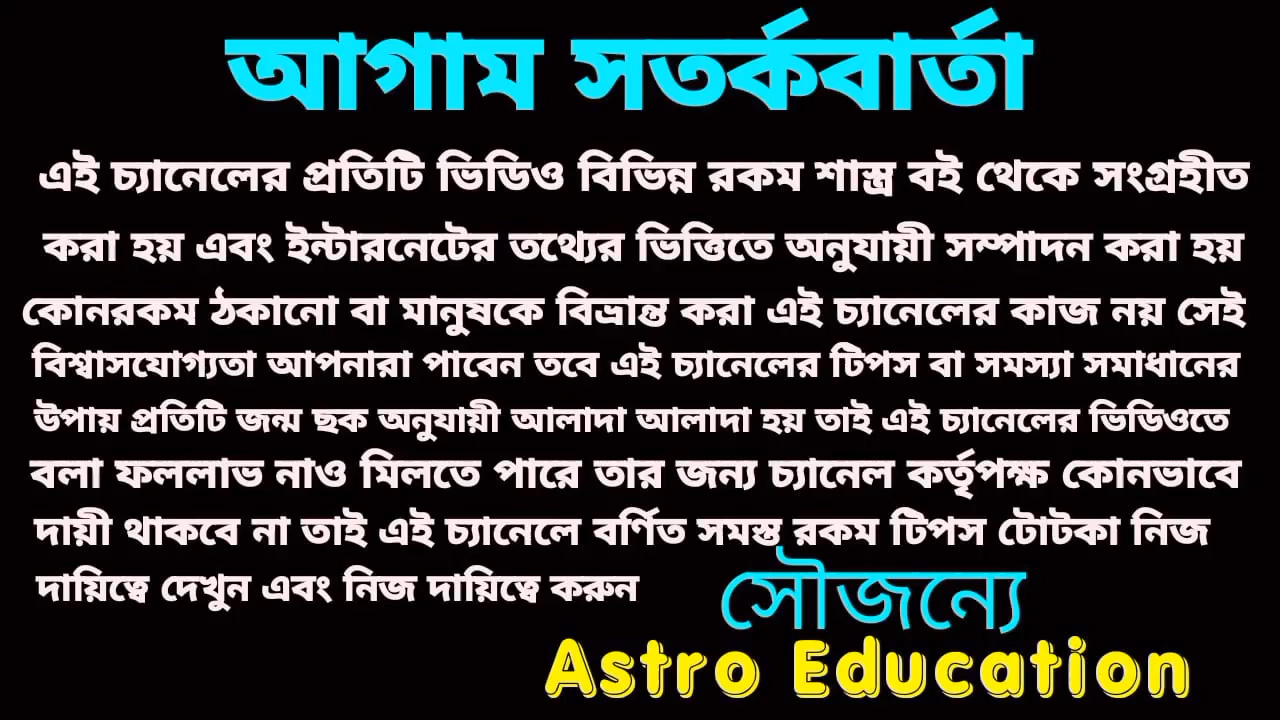 আগাম সতর্কবার্তা
এই চ্যানেলের প্রতিটি ভিডিও বিভিন্ন রকম শাস্ত্র বই থেকে সংগ্রহীত
করা হয় এবং ইন্টারনেটের তথ্যের ভিত্তিতে অনুযায়ী সম্পাদন করা হয়
কোনরকম ঠকানো বা মানুষকে বিভ্রান্ত করা এই চ্যানেলের কাজ নয় সেই
বিশ্বাসযোগ্যতা আপনারা পাবেন তবে এই চ্যানেলের টিপস বা সমস্যা সমাধানের
উপায় প্রতিটি জন্ম ছক অনুযায়ী আলাদা আলাদা হয় তাই এই চ্যানেলের ভিডিওতে
বলা ফললাভ নাও মিলতে পারে তার জন্য চ্যানেল কর্তৃপক্ষ কোনভাবে
দায়ী থাকবে না তাই এই চ্যানেলে বর্ণিত সমস্ত রকম টিপস টোটকা নিজ
দায়িত্বে দেখুন এবং নিজ দায়িত্বে করুন
সৌজন্যে
Astro Education